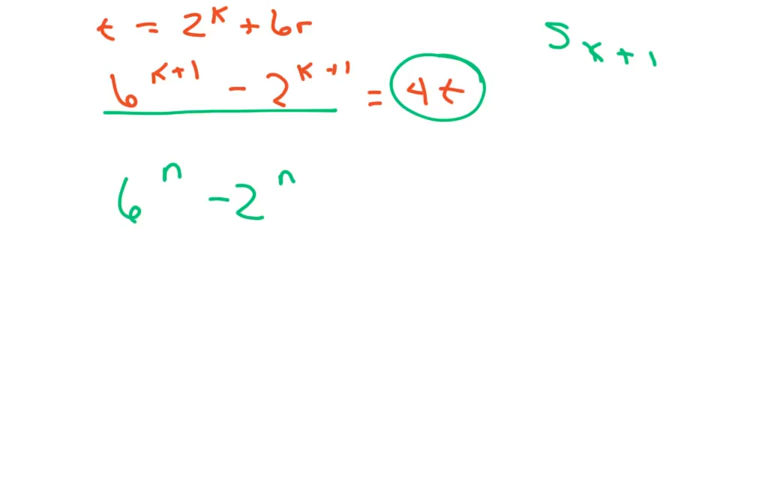 t = 2^k + 6r
S_{k+1}
6^{k+1} - 2^{k+1} = 4t
6^n - 2^n